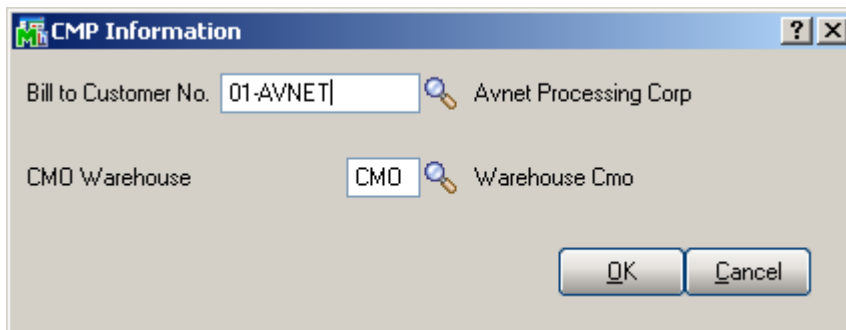 CMP Information
Bill to Customer No. 01-AVNET Avnet Processing Corp
CMO Warehouse CMO Warehouse Cmo
OK Cancel